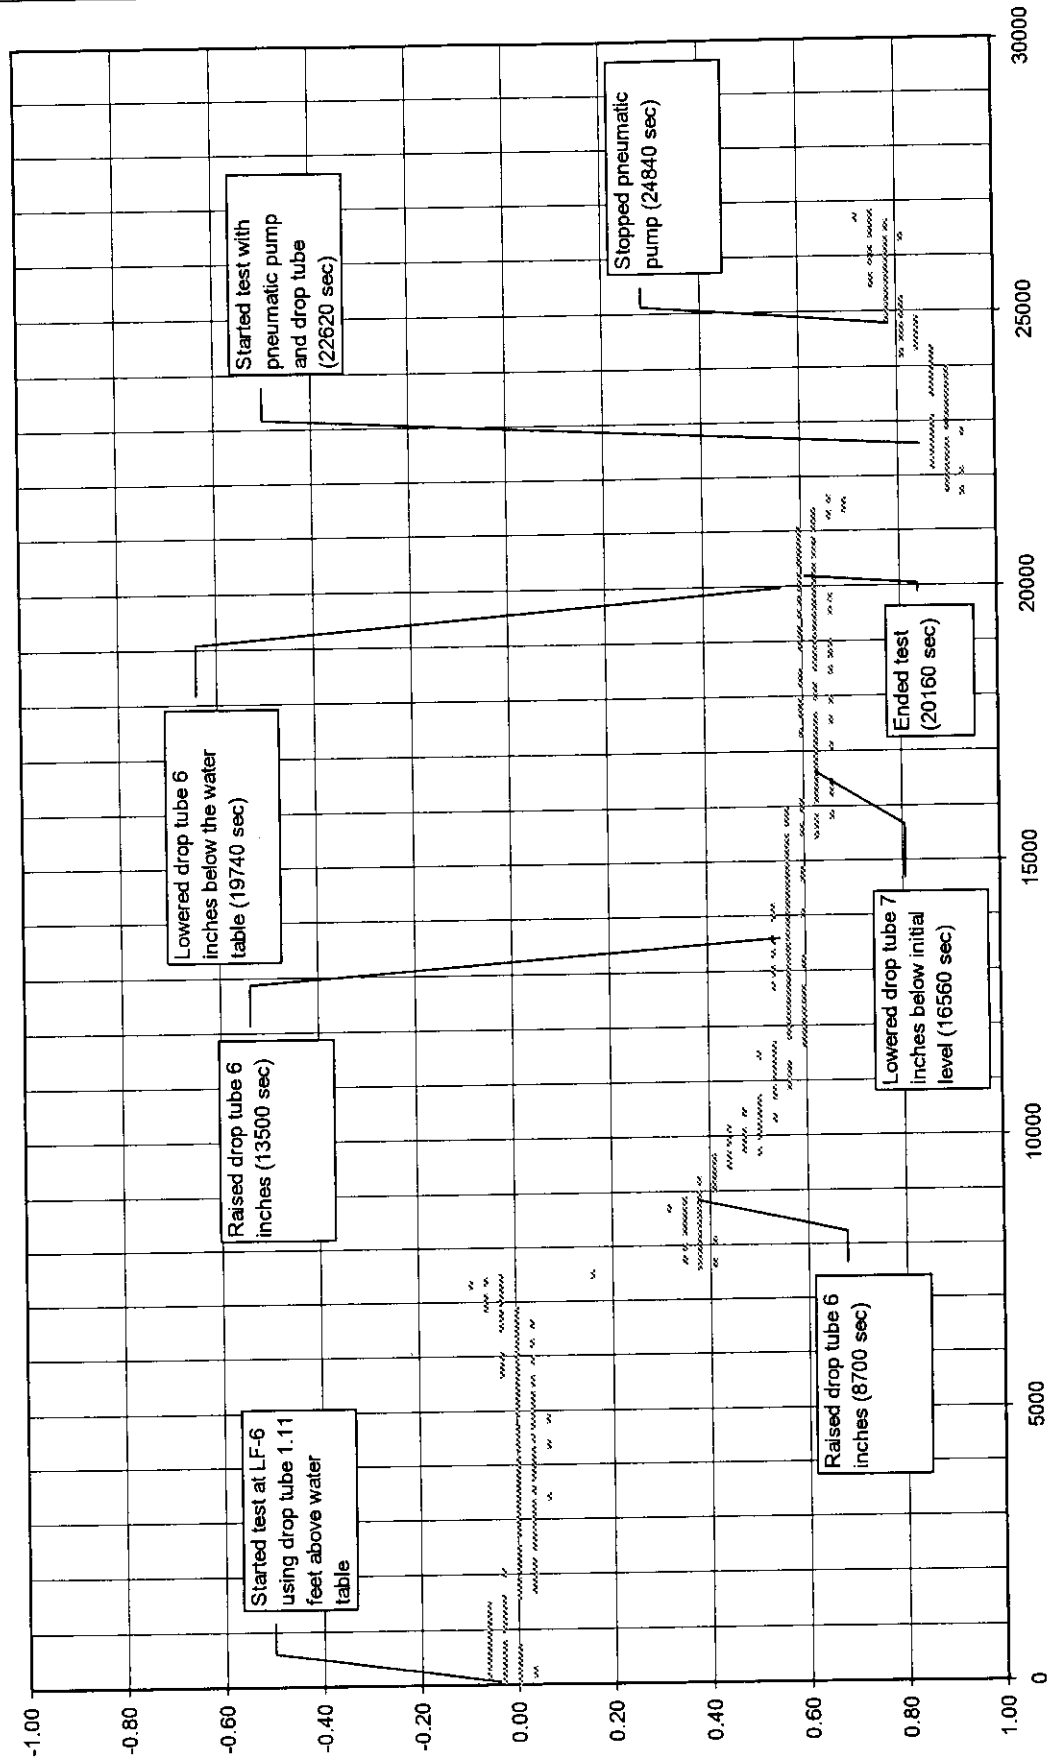 -1.00
-0.80
-0.60
-0.40
-0.20
0.00
0.20
0.40
0.60
0.80
1.00
0
5000
10000
15000
20000
25000
30000
Started test at LF-6
using drop tube 1.11
feet above water
table
Raised drop tube 6
inches (8700 sec)
Raised drop tube 6
inches (13500 sec)
Lowered drop tube 7
inches below initial
level (16560 sec)
Lowered drop tube 6
inches below the water
table (19740 sec)
Ended test
(20160 sec)
Started test with
pneumatic pump
and drop tube
(22620 sec)
Stopped pneumatic
pump (24840 sec)